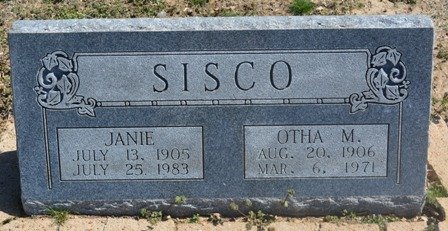 SISCO
JANIE
JULY 13, 1905
JULY 25, 1983
OTHA M.
AUG. 20, 1906
MAR. 6, 1971